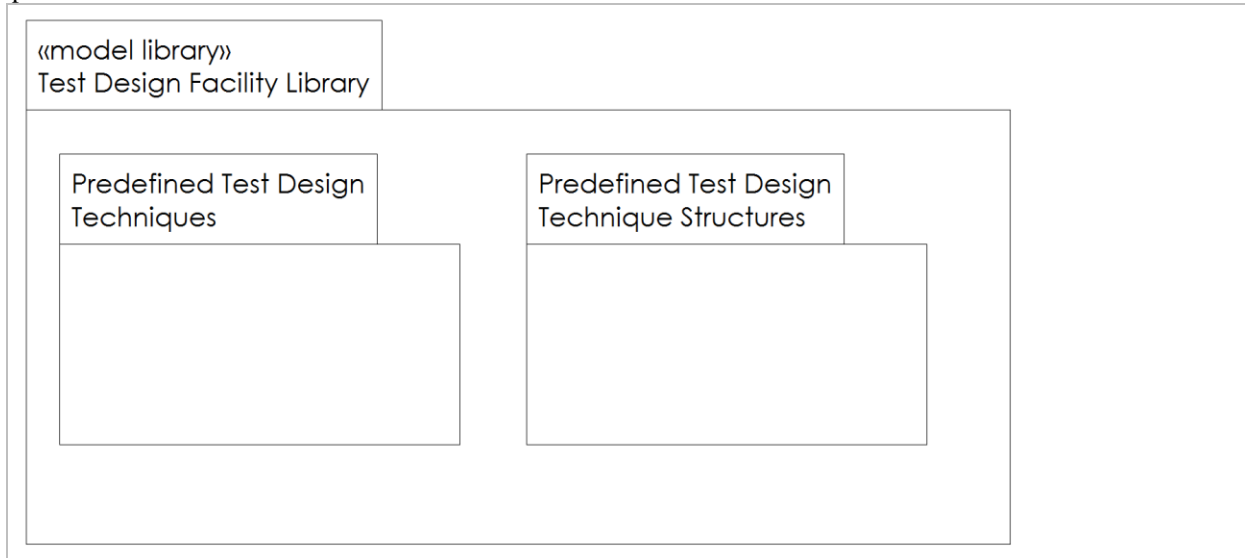 «model library»
Test Design Facility Library
Predefined Test Design
Techniques
Predefined Test Design
Technique Structures